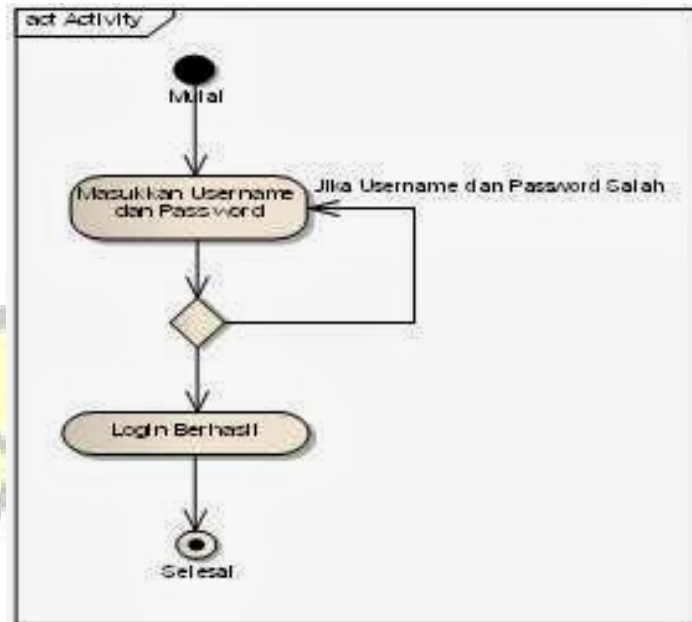 act Activity
Mulai
Masukkan Username
dan Password
Jika Username dan Password Salah
Login Berhasil
Selesai